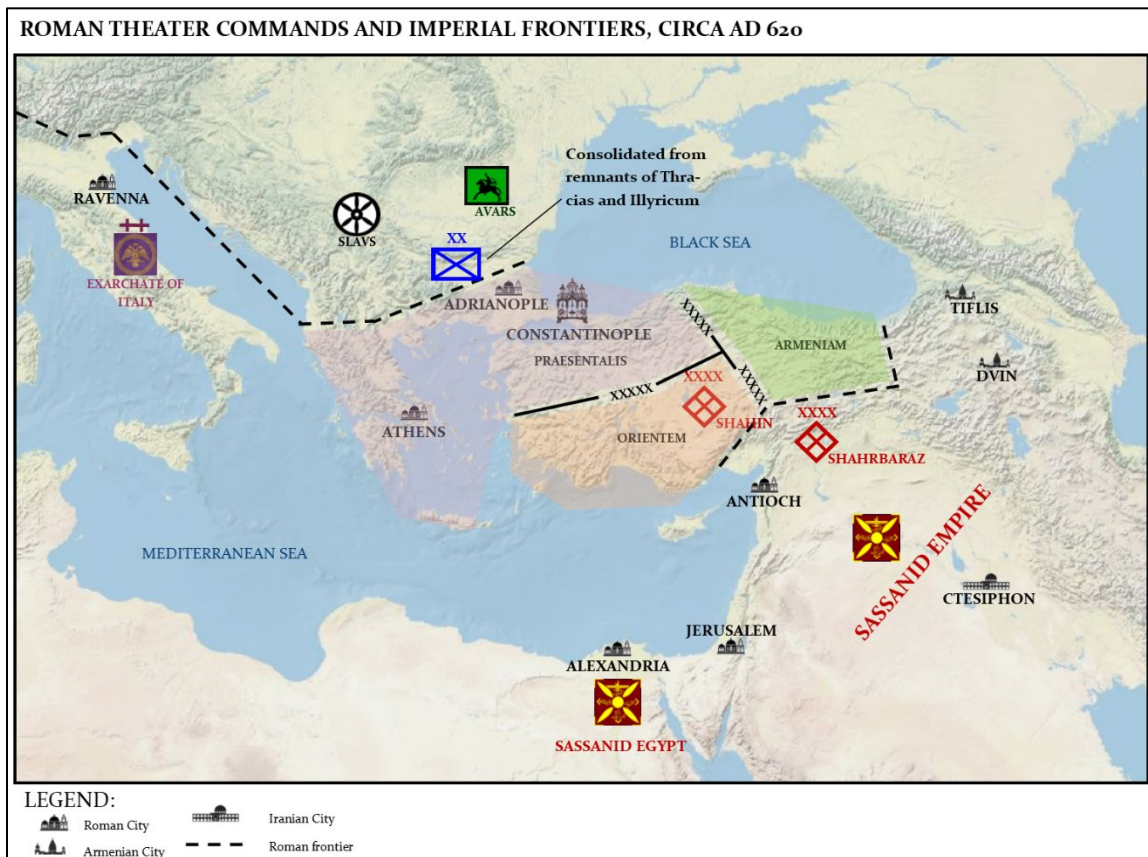 ROMAN THEATER COMMANDS AND IMPERIAL FRONTIERS, CIRCA AD 620
Consolidated from
remnants of Thra-
cias and Illyricum
RAVENNA
AVARS
SLAVS
XX
BLACK SEA
EXARCHATE OF
ITALY
ADRIANOPLE
CONSTANTINOPLE
PRAESENTALIS
XXXXX
ARMENIAM
TIFLIS
DVIN
XXXXX
XXXXX
XXXX
SHAHIN
XXXX
SHAHRBARAZ
ATHENS
ORIENTEM
ANTIOCH
MEDITERRANEAN SEA
SASSANID EMPIRE
CTESIPHON
JERUSALEM
ALEXANDRIA
SASSANID EGYPT
LEGEND:
Roman City
Iranian City
Armenian City
Roman frontier